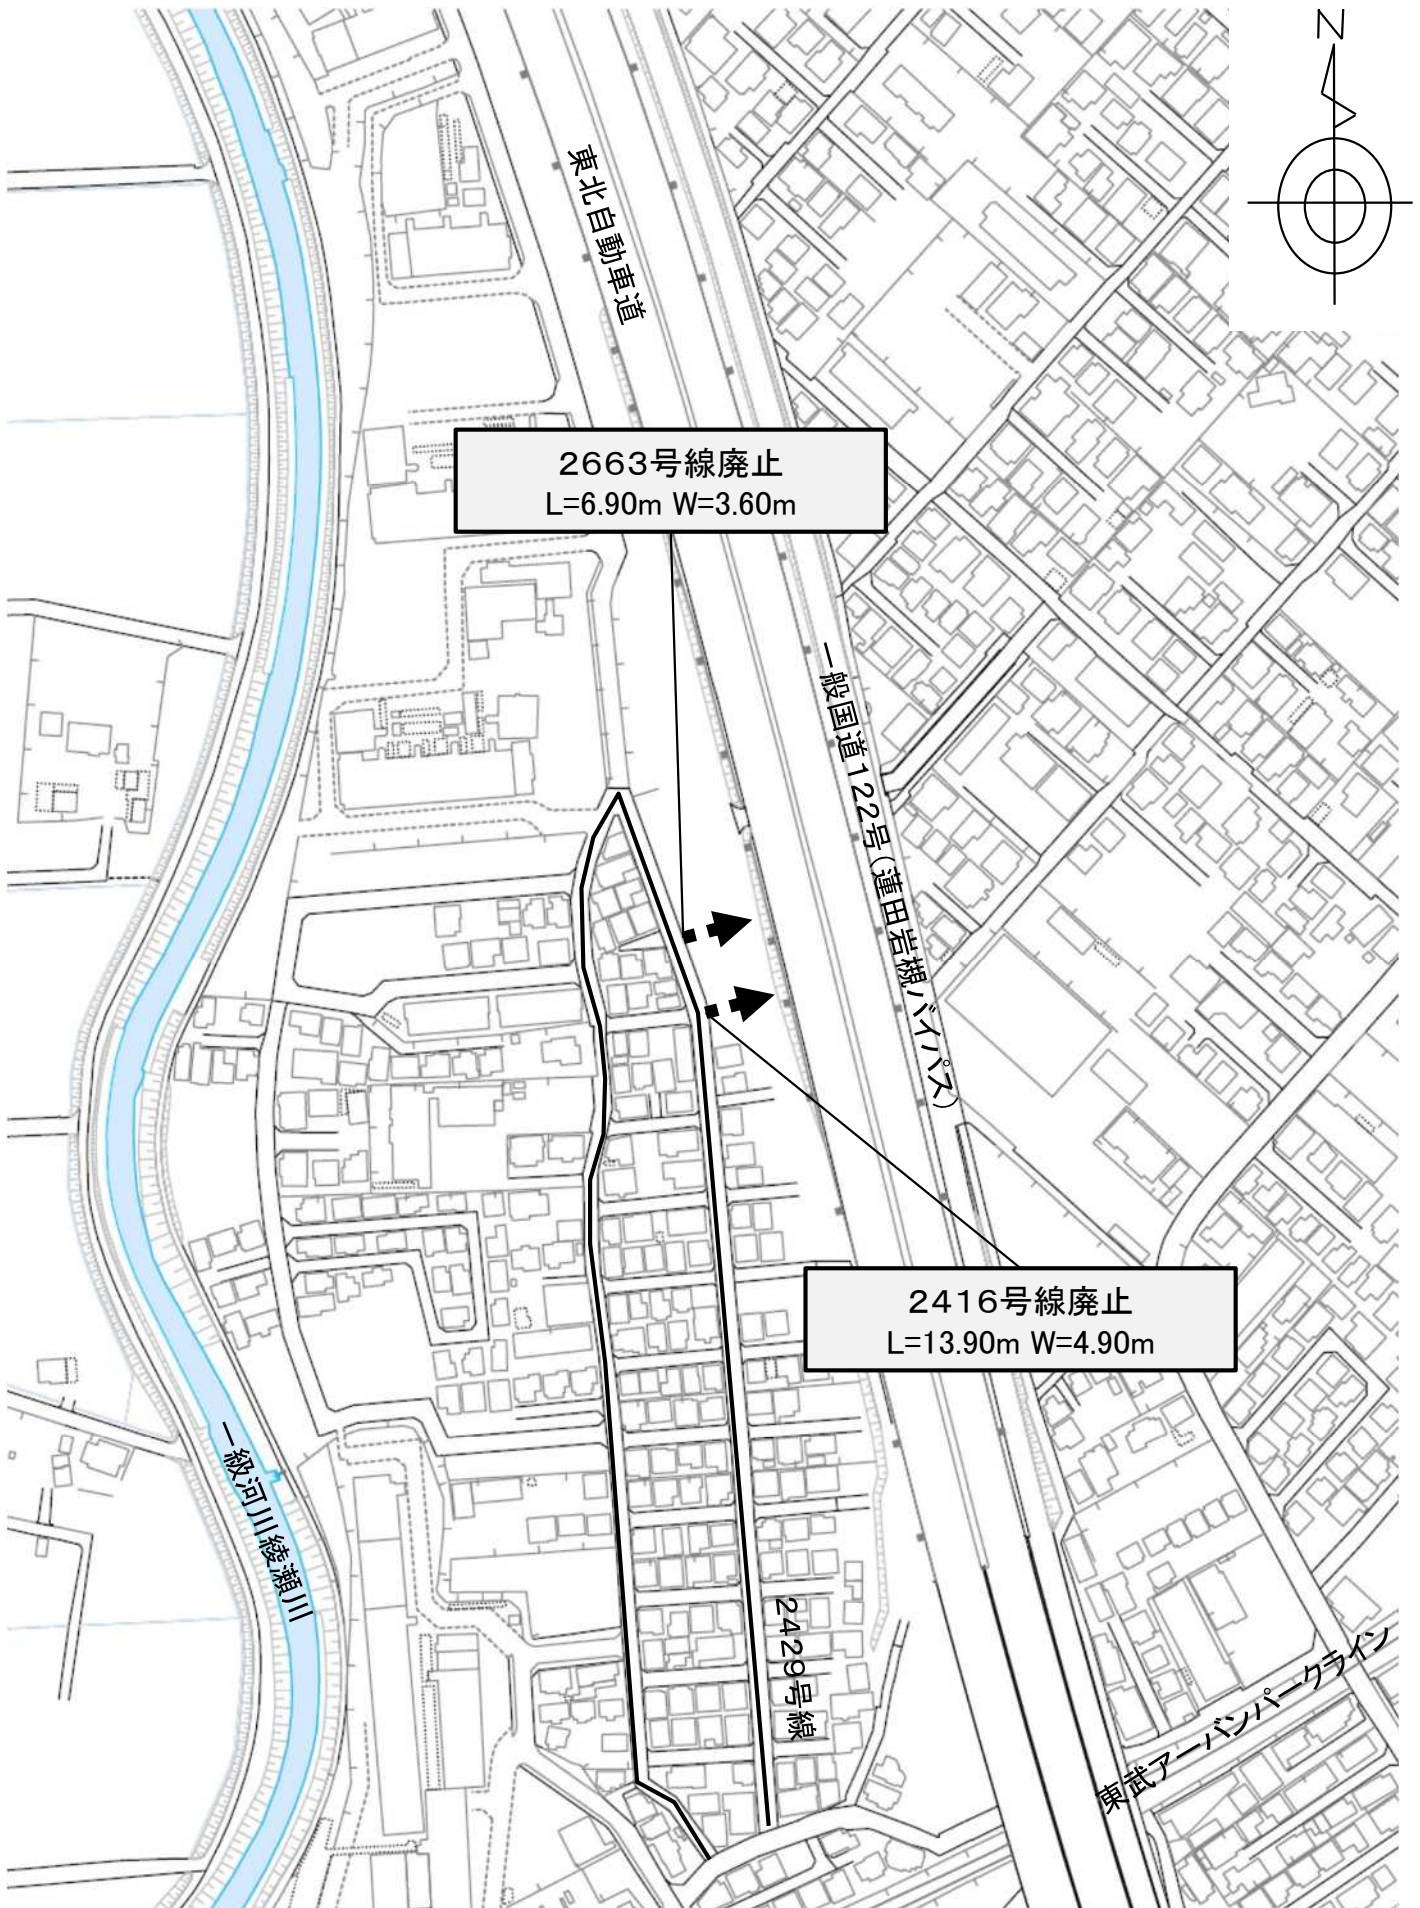 N
東北自動車道
2663号線廃止
L=6.90m W=3.60m
一般国道122号(蓮田岩槻バイパス)
2416号線廃止
L=13.90m W=4.90m
一級河川綾瀬川
2429号線
東武アーバンパークライン